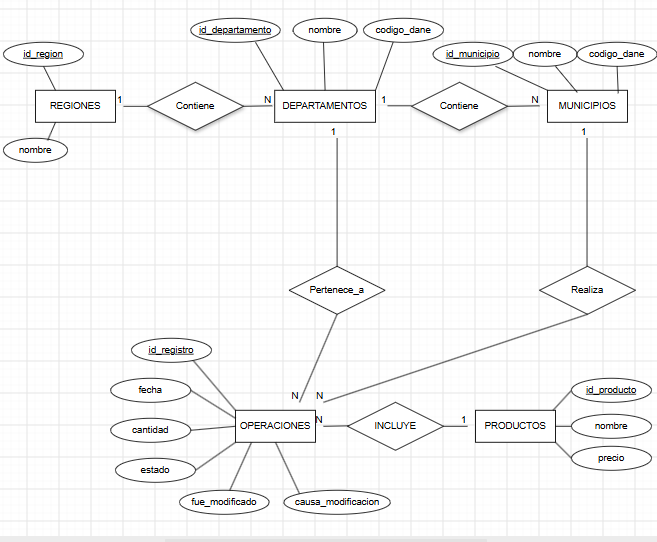 id_departamento
nombre
codigo_dane
id_region
id_municipio
nombre
codigo_dane
REGIONES
1
Contiene
N
DEPARTAMENTOS
1
Contiene
N
MUNICIPIOS
nombre
1
1
Pertenece_a
Realiza
id_registro
fecha
N
N
id_producto
cantidad
OPERACIONES
N
INCLUYE
1
PRODUCTOS
nombre
estado
precio
fue_modificado
causa_modificacion